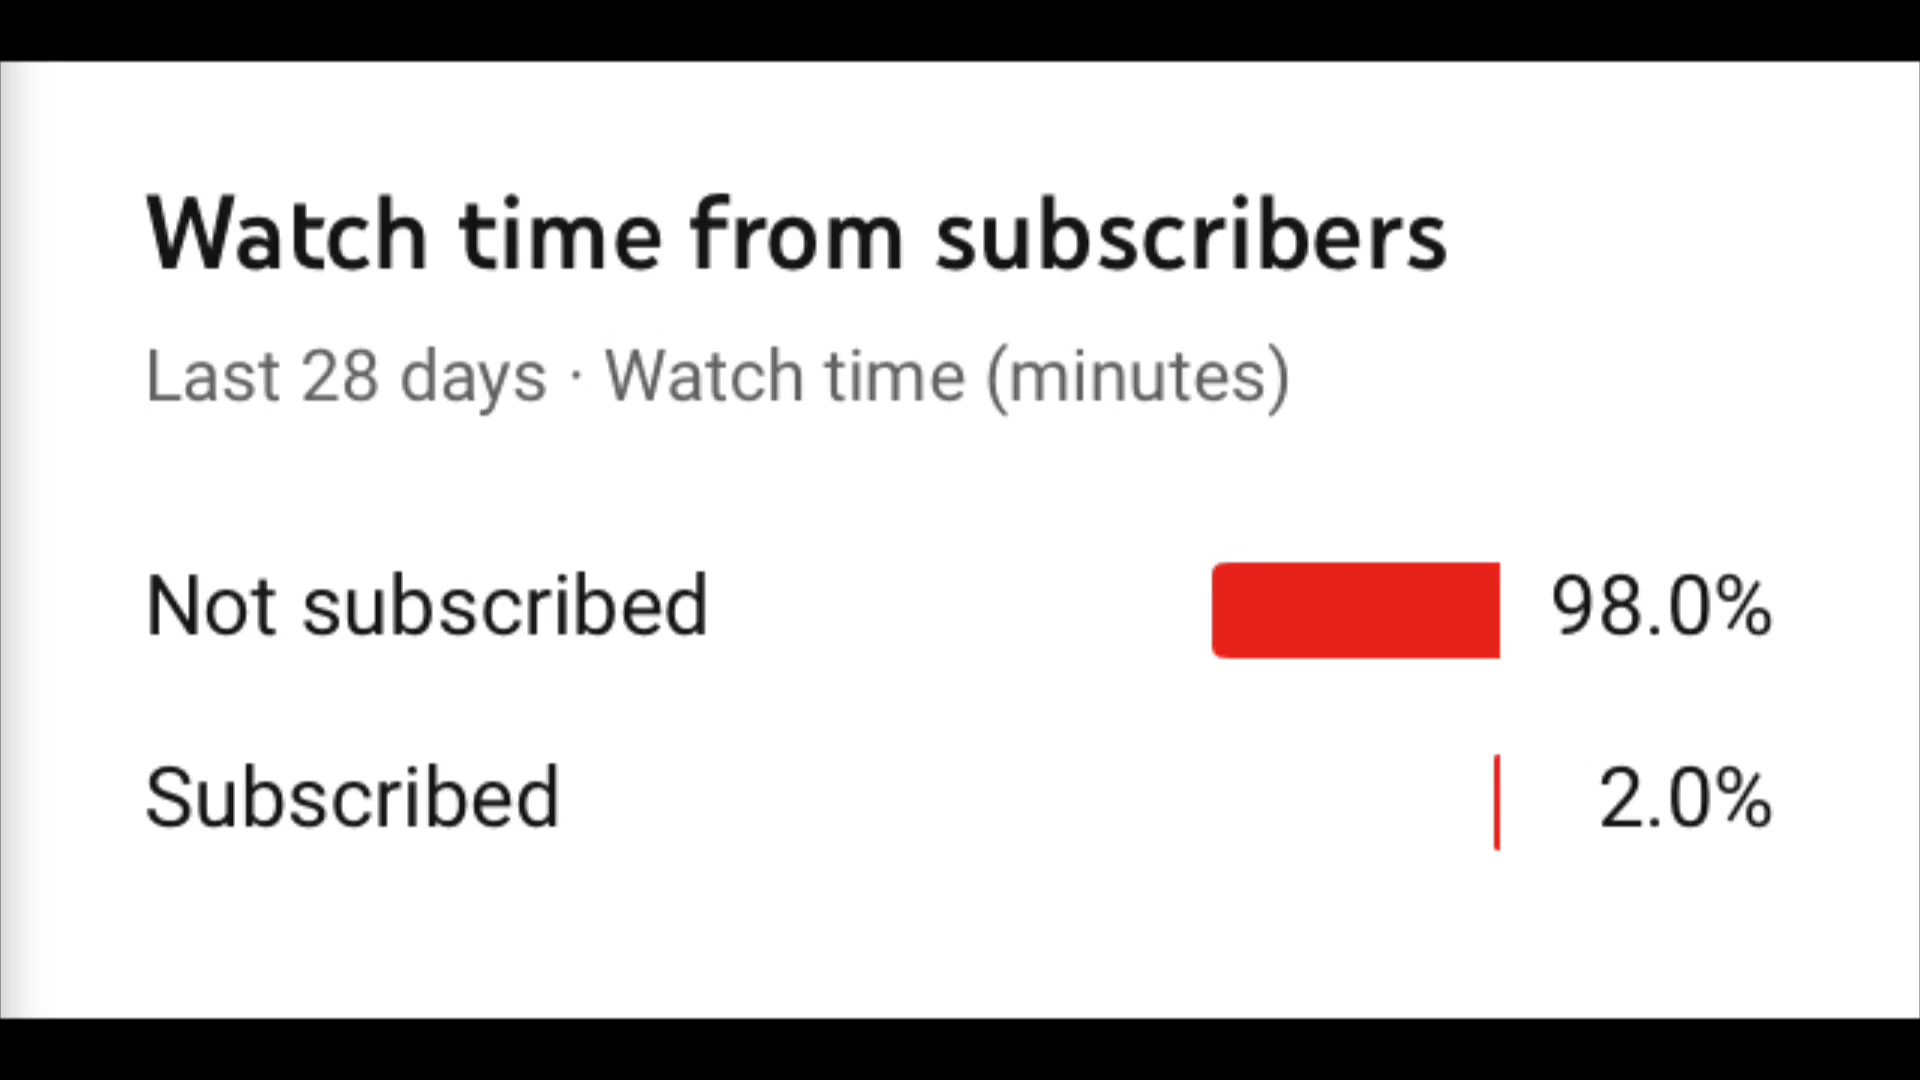 Watch time from subscribers
Last 28 days · Watch time (minutes)
Not subscribed 98.0%
Subscribed 2.0%